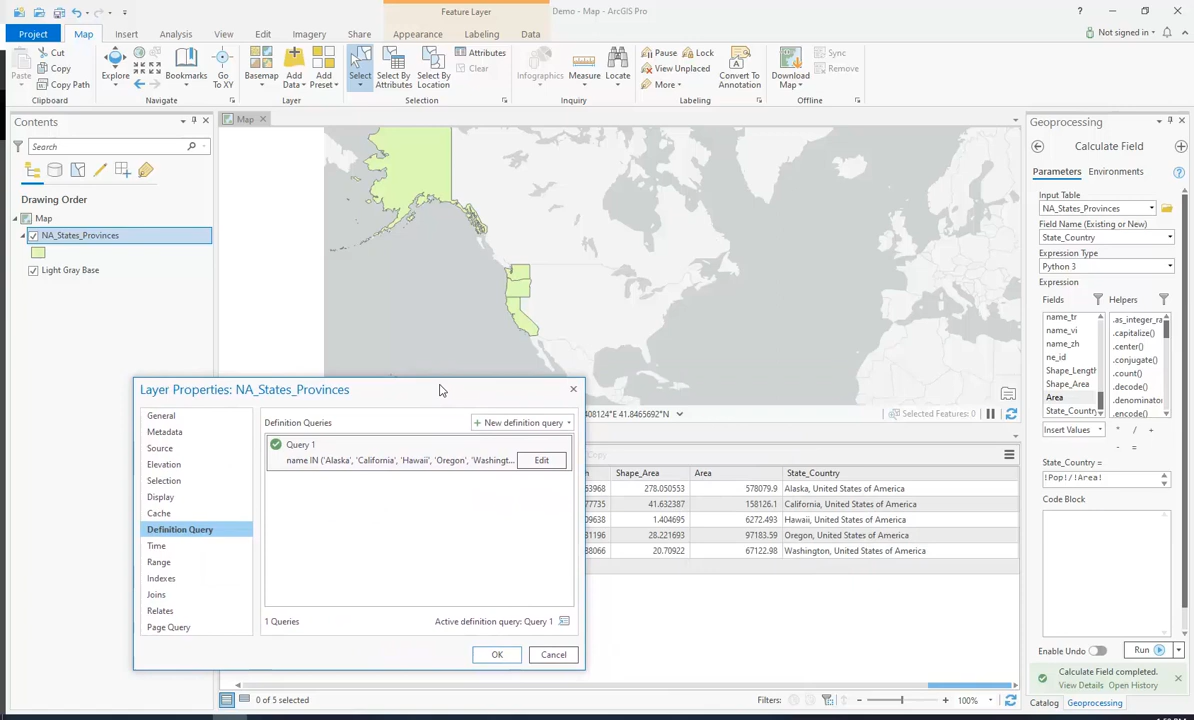 Feature Layer
Demo - Map - ArcGIS Pro
?
Project
Map
Insert
Analysis
View
Edit
Imagery
Share
Appearance
Labeling
Data
Not signed in
Paste
Cut
Copy
Copy Path
Clipboard
Explore
Bookmarks
Go To XY
Navigate
Basemap
Add Data
Add Preset
Layer
Select
Select By Attributes
Select By Location
Attributes
Clear
Selection
Infographics
Measure
Locate
Inquiry
Pause
Lock
View Unplaced
More
Convert To Annotation
Labeling
Download Map
Sync
Remove
Offline
Contents
Search
Drawing Order
Map
NA_States_Provinces
Light Gray Base
Map
408124°E 41.8465692°N
Selected Features: 0
Layer Properties: NA_States_Provinces
General
Metadata
Source
Elevation
Selection
Display
Cache
Definition Query
Time
Range
Indexes
Joins
Relates
Page Query
Definition Queries
+ New definition query
Query 1
name IN ('Alaska', 'California', 'Hawaii', 'Oregon', 'Washingt...
Edit
1 Queries
Active definition query: Query 1
OK
Cancel
Copy
Shape_Area Area State_Country
63968 278.050553 578079.9 Alaska, United States of America
77735 41.632387 158126.1 California, United States of America
09638 1.404695 6272.493 Hawaii, United States of America
81196 28.221693 97183.59 Oregon, United States of America
88066 20.70922 67122.98 Washington, United States of America
0 of 5 selected
Filters:
100%
Geoprocessing
Calculate Field
Parameters
Environments
Input Table
NA_States_Provinces
Field Name (Existing or New)
State_Country
Expression Type
Python 3
Expression
Fields
Helpers
name_tr
name_vi
name_zh
ne_id
Shape_Length
Shape_Area
Area
State_Country
.as_integer_ra
.capitalize()
.center()
.conjugate()
.count()
.decode()
.denominator
.encode()
Insert Values
* / +
- =
State_Country =
!Pop!/!Area!
Code Block
Enable Undo
Run
Calculate Field completed.
View Details Open History
Catalog
Geoprocessing